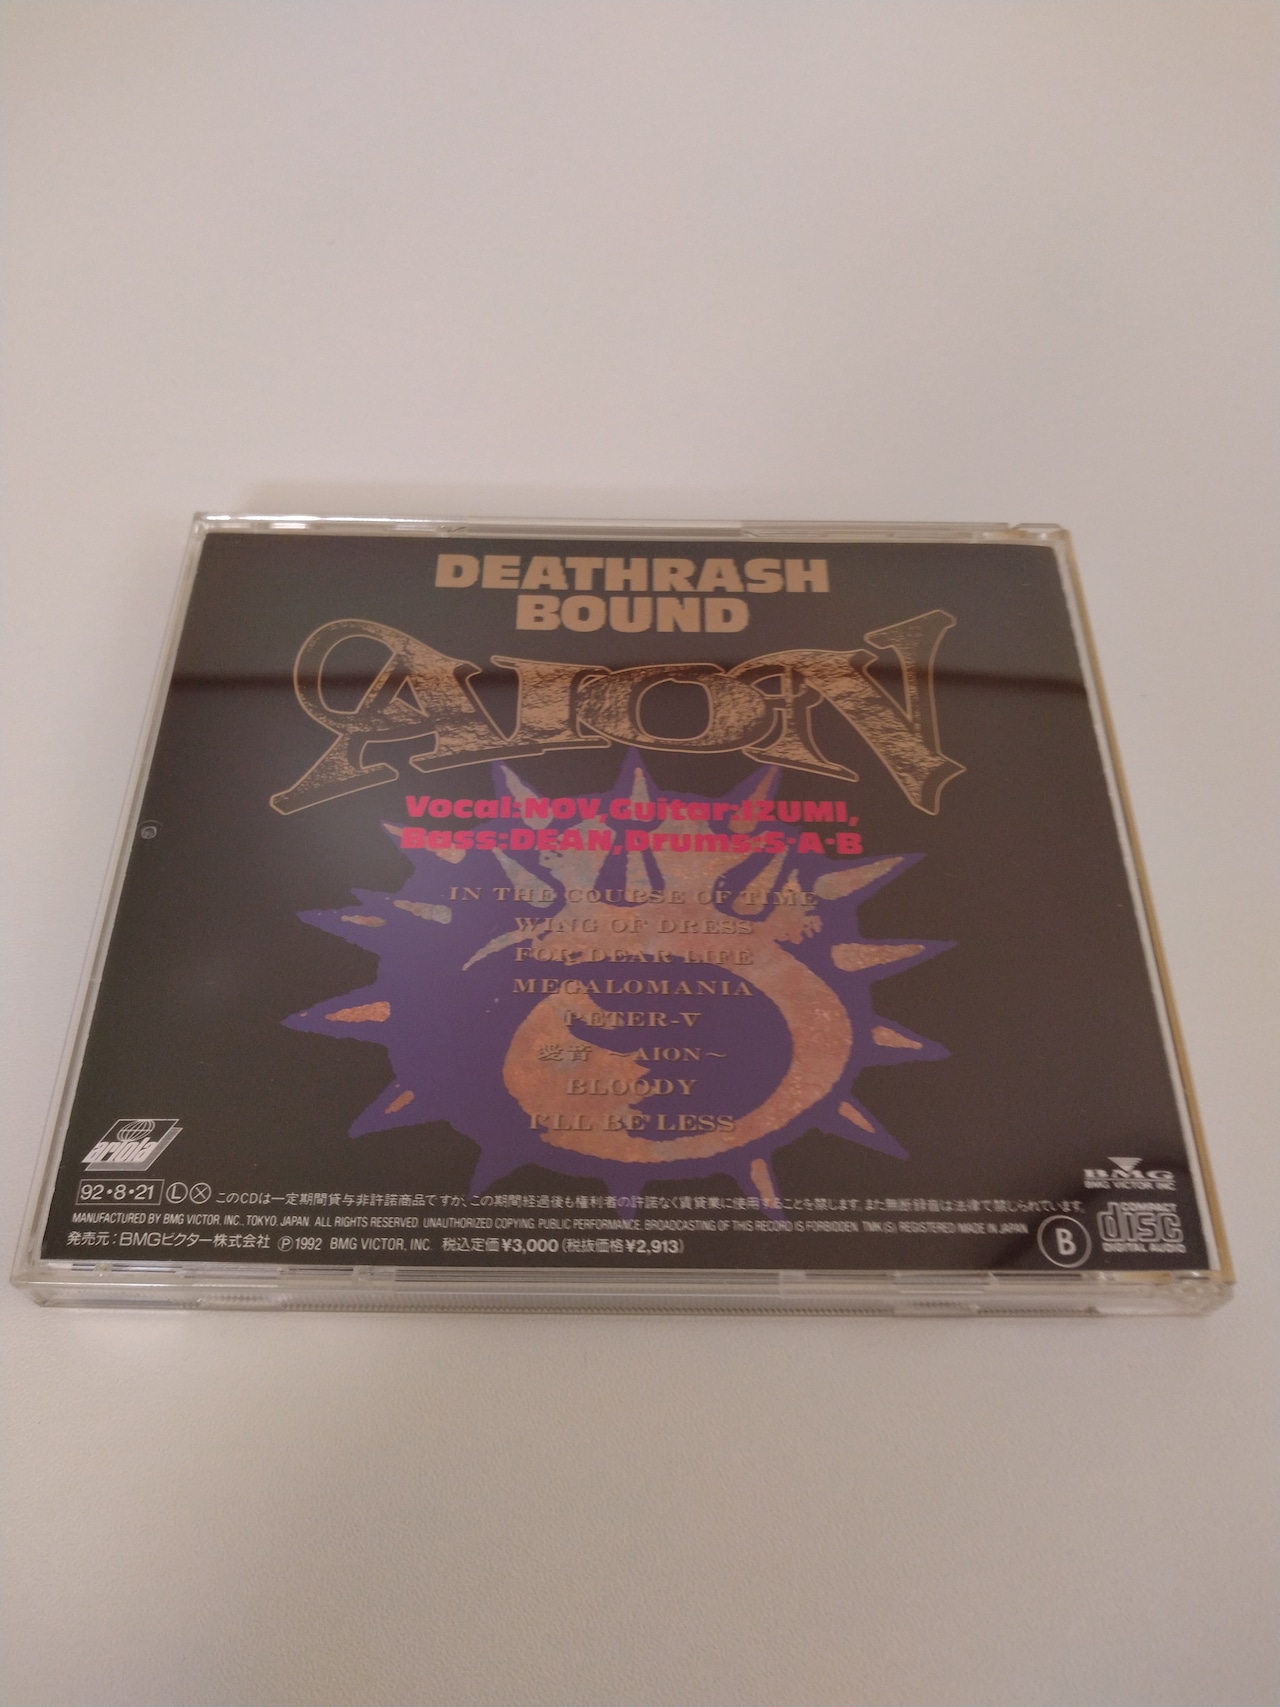 DEATHRASH
BOUND
AION
Vocal:NOV,Guitar:IZUMI,
Bass:DEAN,Drums:S·A·B
IN THE COURSE OF TIME
WING OF DRESS
FOR DEAR LIFE
MEGALOMANIA
PETER-V
愛音 ～AION～
BLOODY
I'LL BE LESS
ariola
BMG
BMG VICTOR INC
92・8・21 L X このCDは一定期間貸与非許諾商品ですが、この期間経過後も権利者の許諾なく賃貸業に使用することを禁じます。また無断録音は法律で禁じられています。
MANUFACTURED BY BMG VICTOR, INC., TOKYO, JAPAN. ALL RIGHTS RESERVED. UNAUTHORIZED COPYING. PUBLIC PERFORMANCE. BROADCASTING OF THIS RECORD IS FORBIDDEN. TMK (S). REGISTERED. MADE IN JAPAN
発売元：BMGビクター株式会社 Ⓟ1992 BMG VICTOR, INC. 税込定価¥3,000(税抜価格¥2,913)
B
COMPACT
disc
DIGITAL AUDIO